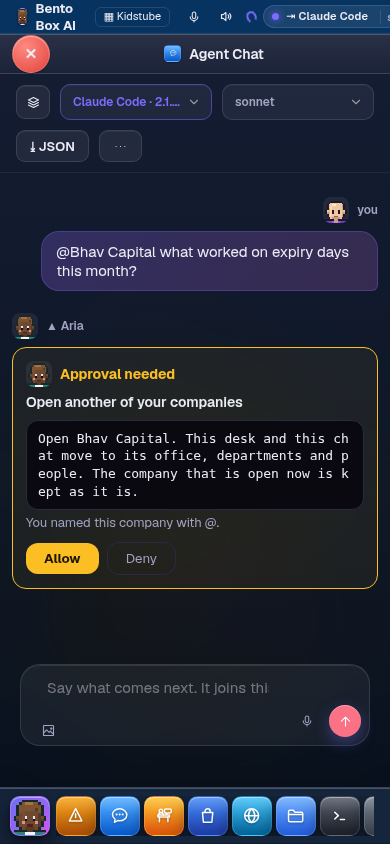 Bento
Box AI
Kidstube
⇥ Claude Code
Agent Chat
Claude Code · 2.1....
sonnet
⤓JSON
···
you
@Bhav Capital what worked on expiry days
this month?
▲ Aria
Approval needed
Open another of your companies
Open Bhav Capital. This desk and this ch
at move to its office, departments and p
eople. The company that is open now is k
ept as it is.
You named this company with @.
Allow
Deny
Say what comes next. It joins thi